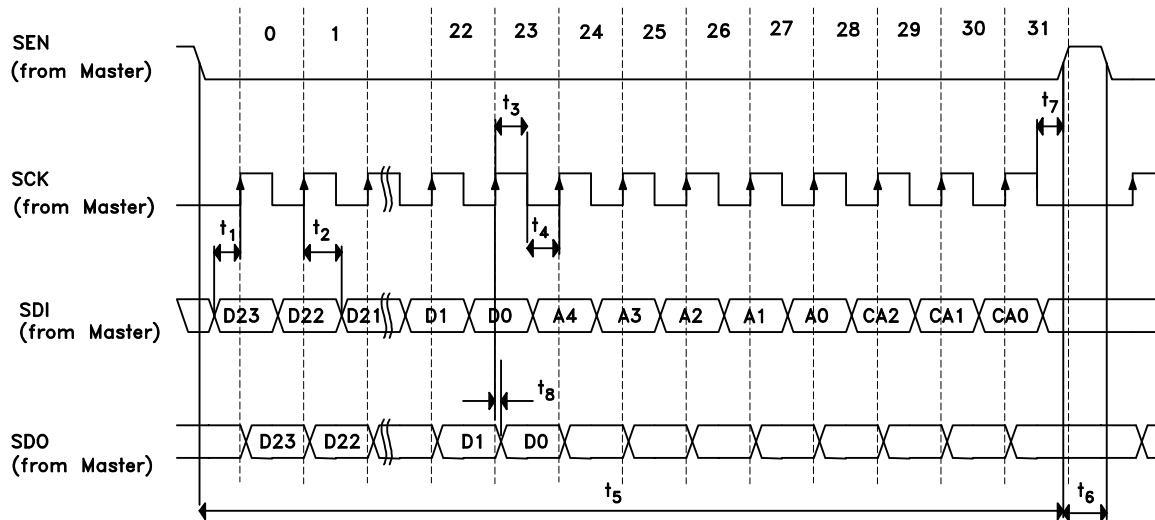 0 1 22 23 24 25 26 27 28 29 30 31
SEN
(from Master)
t3 t7
SCK
(from Master)
t1 t2 t4
SDI
(from Master)
D23 D22 D21 D1 D0 A4 A3 A2 A1 A0 CA2 CA1 CA0
t8
SDO
(from Master)
D23 D22 D1 D0
t5 t6